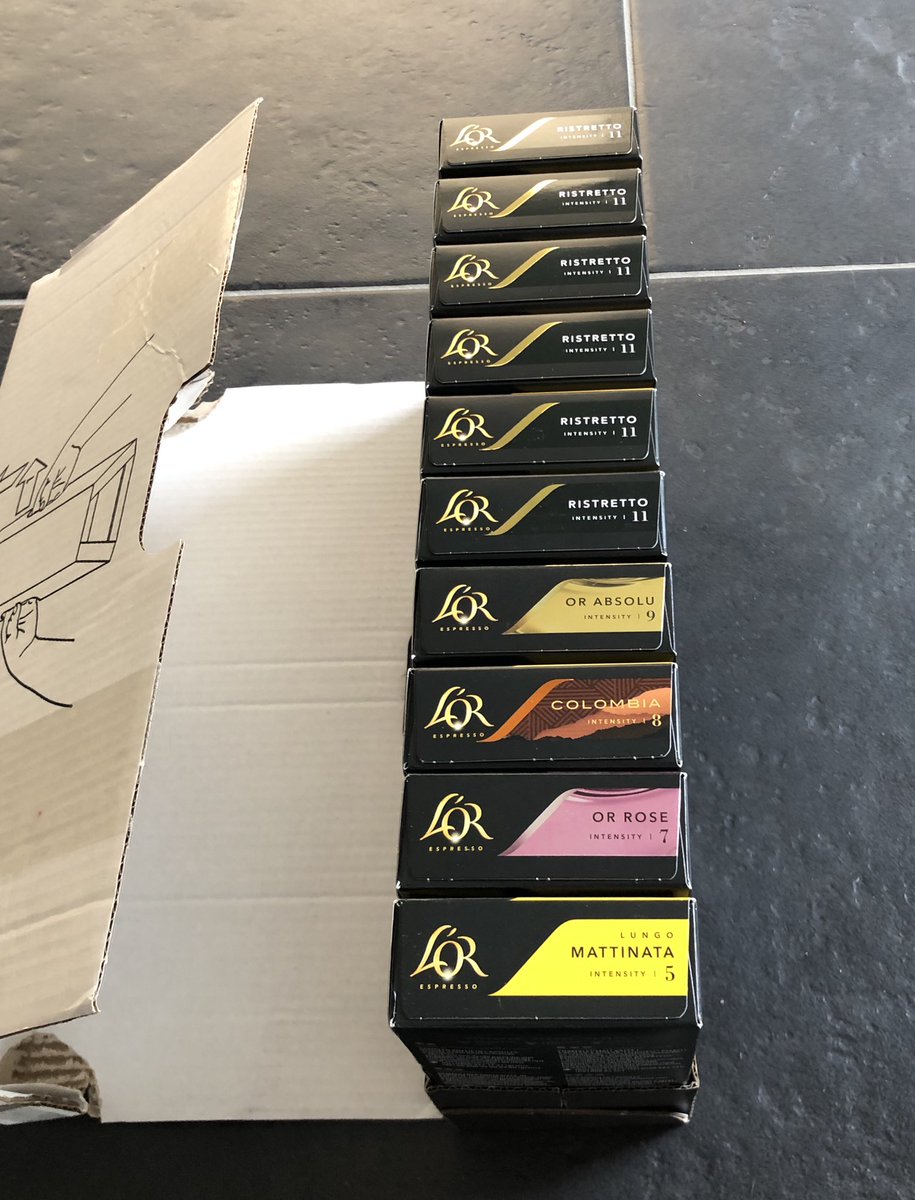 L'OR
ESPRESSO
RISTRETTO
INTENSITY | 11
L'OR
ESPRESSO
RISTRETTO
INTENSITY | 11
L'OR
ESPRESSO
RISTRETTO
INTENSITY | 11
L'OR
ESPRESSO
RISTRETTO
INTENSITY | 11
L'OR
ESPRESSO
RISTRETTO
INTENSITY | 11
L'OR
ESPRESSO
RISTRETTO
INTENSITY | 11
L'OR
ESPRESSO
OR ABSOLU
INTENSITY | 9
L'OR
ESPRESSO
COLOMBIA
INTENSITY | 8
L'OR
ESPRESSO
OR ROSE
INTENSITY | 7
L'OR
ESPRESSO
LUNGO
MATTINATA
INTENSITY | 5